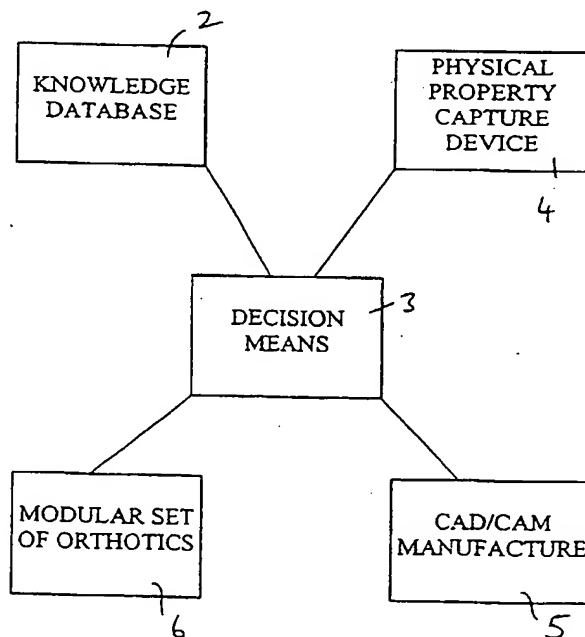 2
KNOWLEDGE
DATABASE
PHYSICAL
PROPERTY
CAPTURE
DEVICE
4
DECISION
MEANS
3
MODULAR SET
OF ORTHOTICS
6
CAD/CAM
MANUFACTURE
5